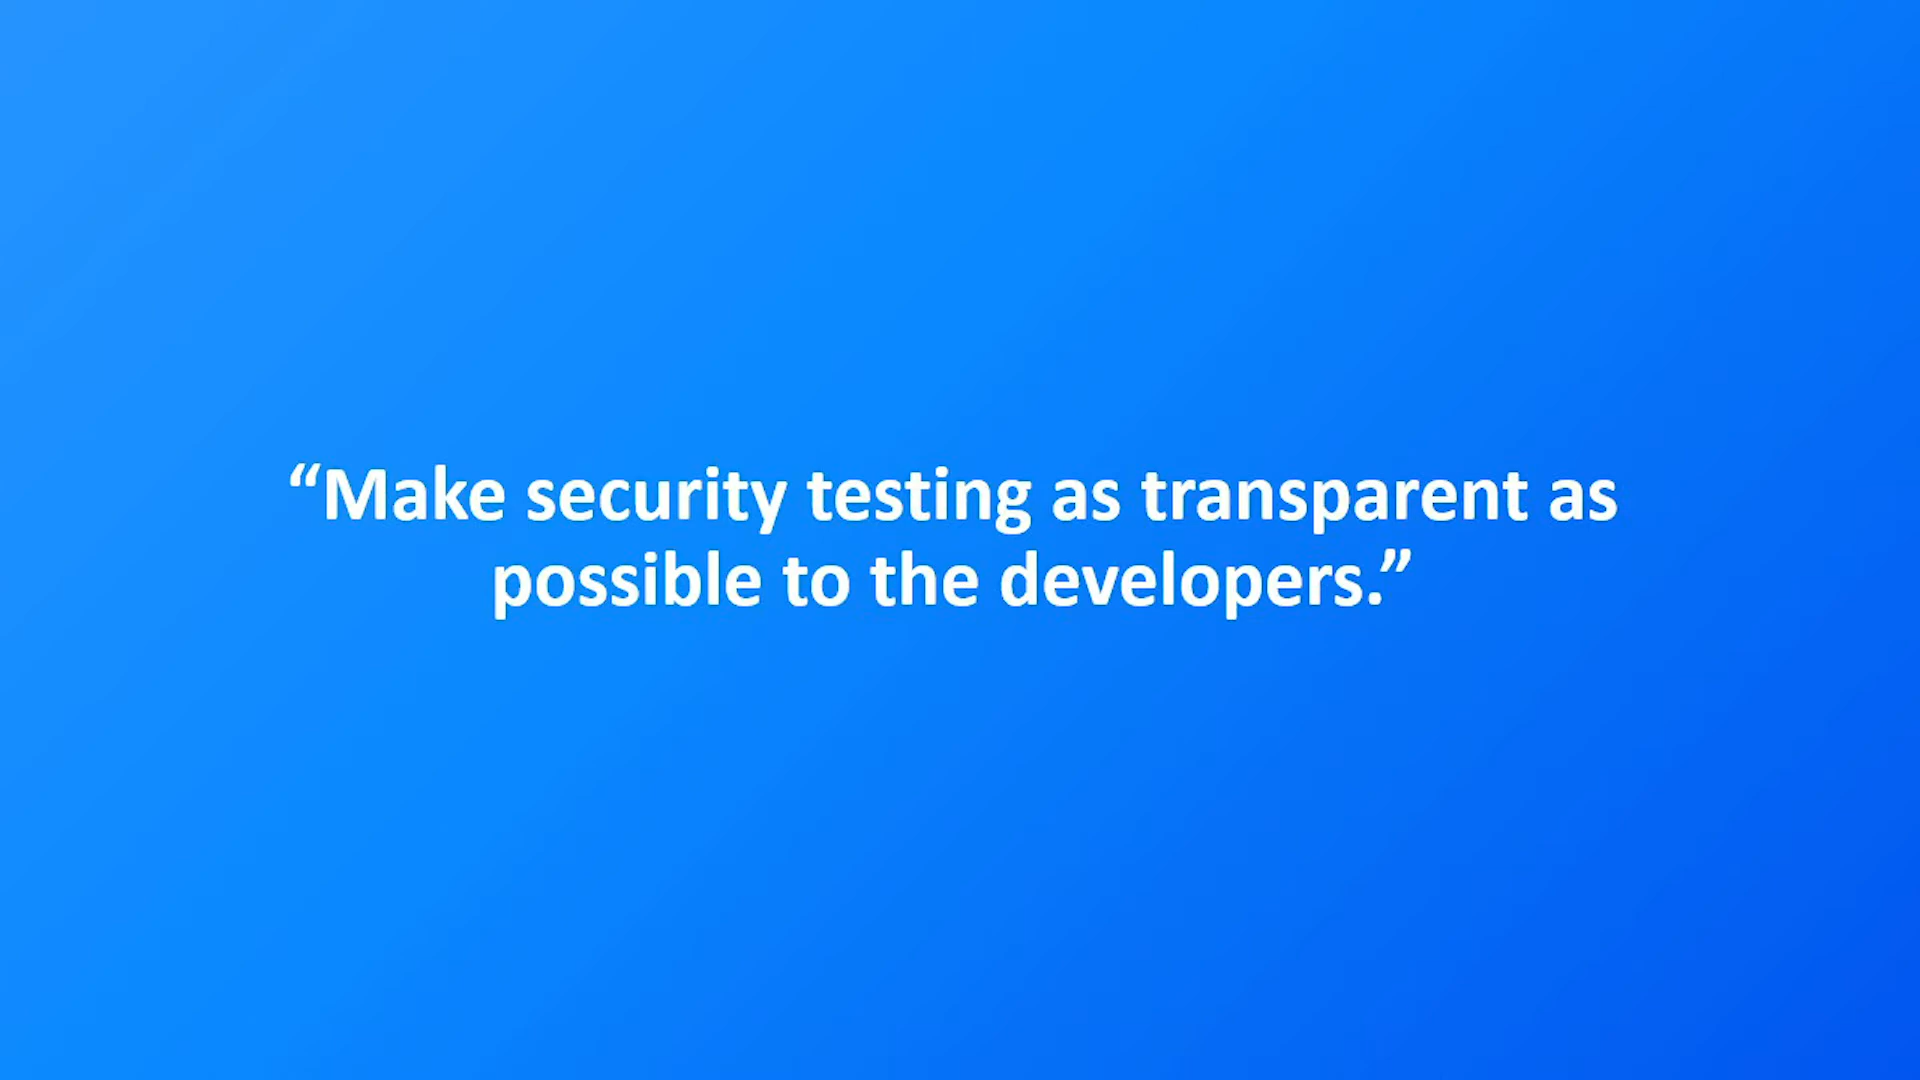 “Make security testing as transparent as
possible to the developers.”